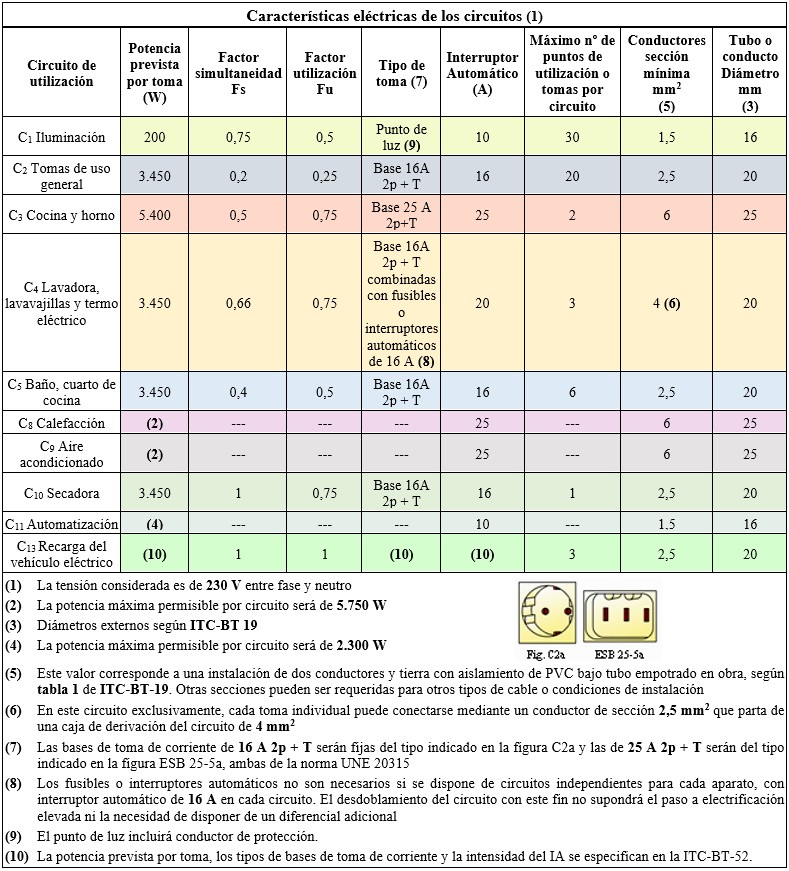 Características eléctricas de los circuitos (1)
Circuito de utilización | Potencia prevista por toma (W) | Factor simultaneidad Fs | Factor utilización Fu | Tipo de toma (7) | Interruptor Automático (A) | Máximo nº de puntos de utilización o tomas por circuito | Conductores sección mínima mm² (5) | Tubo o conducto Diámetro mm (3)
C₁ Iluminación | 200 | 0,75 | 0,5 | Punto de luz (9) | 10 | 30 | 1,5 | 16
C₂ Tomas de uso general | 3.450 | 0,2 | 0,25 | Base 16A 2p + T | 16 | 20 | 2,5 | 20
C₃ Cocina y horno | 5.400 | 0,5 | 0,75 | Base 25 A 2p+T | 25 | 2 | 6 | 25
C₄ Lavadora, lavavajillas y termo eléctrico | 3.450 | 0,66 | 0,75 | Base 16A 2p + T combinadas con fusibles o interruptores automáticos de 16 A (8) | 20 | 3 | 4 (6) | 20
C₅ Baño, cuarto de cocina | 3.450 | 0,4 | 0,5 | Base 16A 2p + T | 16 | 6 | 2,5 | 20
C₈ Calefacción | (2) | --- | --- | --- | 25 | --- | 6 | 25
C₉ Aire acondicionado | (2) | --- | --- | --- | 25 | --- | 6 | 25
C₁₀ Secadora | 3.450 | 1 | 0,75 | Base 16A 2p + T | 16 | 1 | 2,5 | 20
C₁₁ Automatización | (4) | --- | --- | --- | 10 | --- | 1,5 | 16
C₁₃ Recarga del vehículo eléctrico | (10) | 1 | 1 | (10) | (10) | 3 | 2,5 | 20
(1) La tensión considerada es de 230 V entre fase y neutro
(2) La potencia máxima permisible por circuito será de 5.750 W
(3) Diámetros externos según ITC-BT 19
(4) La potencia máxima permisible por circuito será de 2.300 W
Fig. C2a ESB 25-5a
(5) Este valor corresponde a una instalación de dos conductores y tierra con aislamiento de PVC bajo tubo empotrado en obra, según
tabla 1 de ITC-BT-19. Otras secciones pueden ser requeridas para otros tipos de cable o condiciones de instalación
(6) En este circuito exclusivamente, cada toma individual puede conectarse mediante un conductor de sección 2,5 mm² que parta de
una caja de derivación del circuito de 4 mm²
(7) Las bases de toma de corriente de 16 A 2p + T serán fijas del tipo indicado en la figura C2a y las de 25 A 2p + T serán del tipo
indicado en la figura ESB 25-5a, ambas de la norma UNE 20315
(8) Los fusibles o interruptores automáticos no son necesarios si se dispone de circuitos independientes para cada aparato, con
interruptor automático de 16 A en cada circuito. El desdoblamiento del circuito con este fin no supondrá el paso a electrificación
elevada ni la necesidad de disponer de un diferencial adicional
(9) El punto de luz incluirá conductor de protección.
(10) La potencia prevista por toma, los tipos de bases de toma de corriente y la intensidad del IA se especifican en la ITC-BT-52.